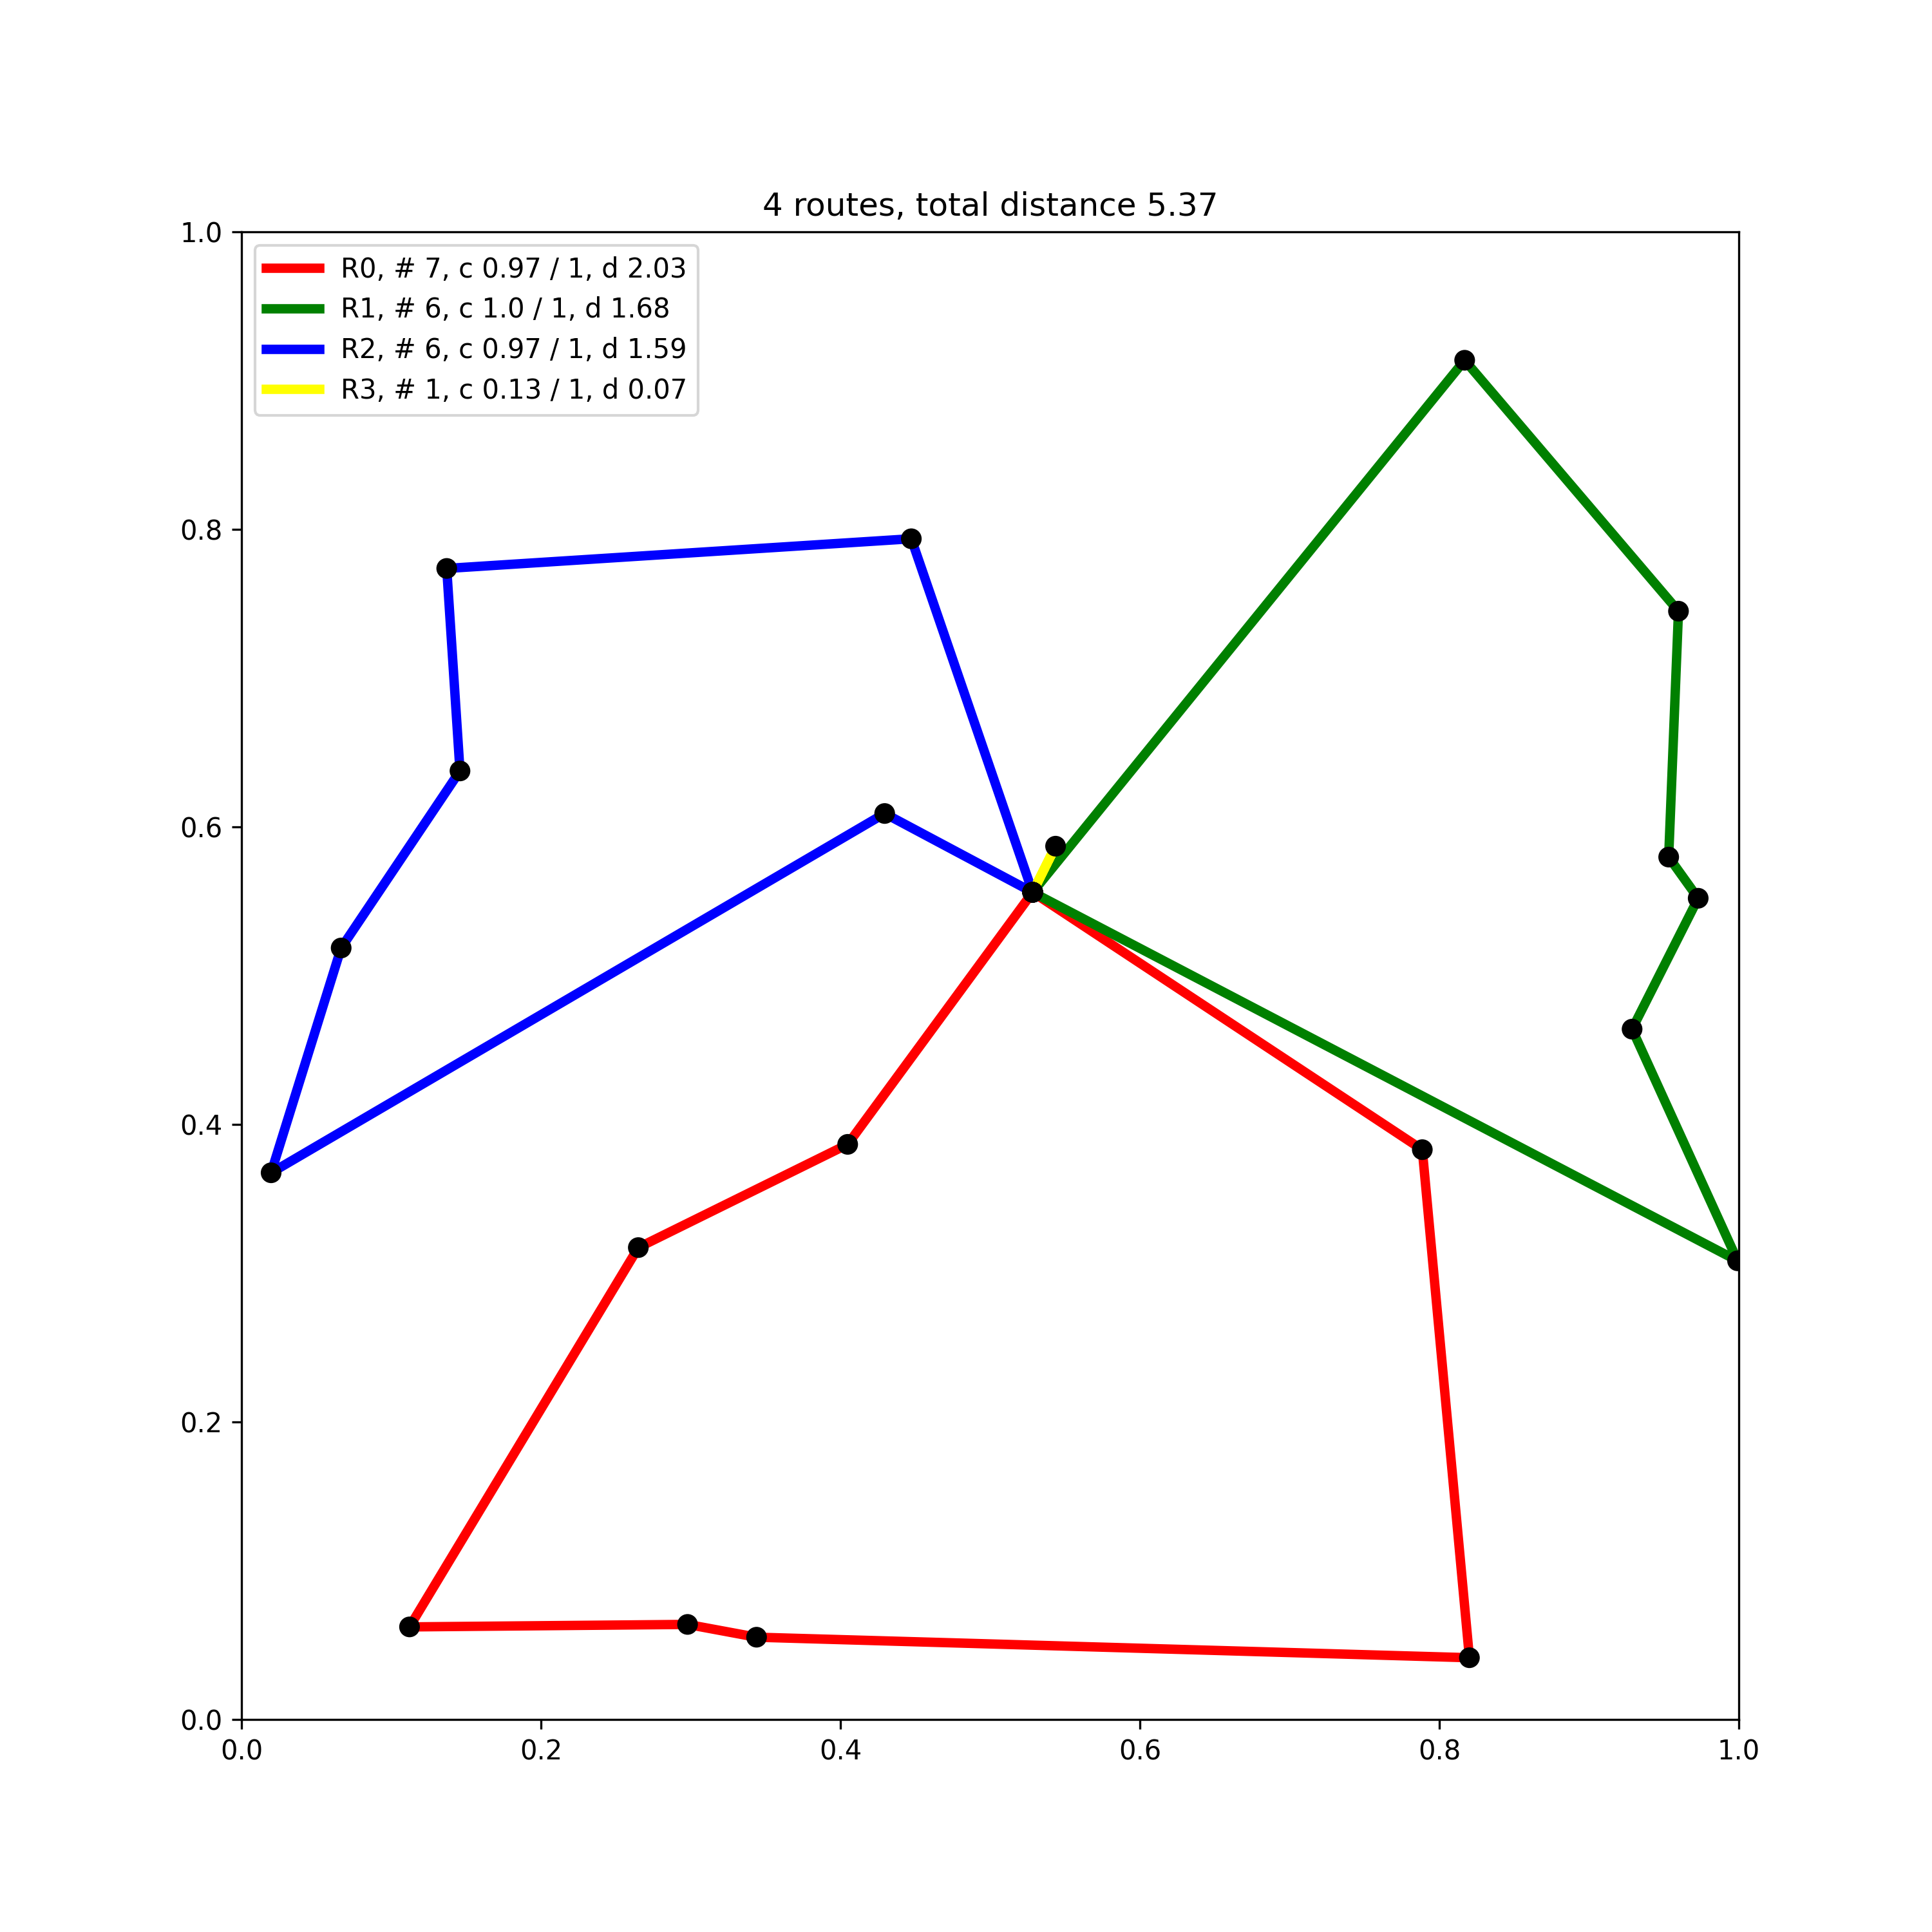 4 routes, total distance 5.37
1.0
R0, # 7, c 0.97 / 1, d 2.03
R1, # 6, c 1.0 / 1, d 1.68
R2, # 6, c 0.97 / 1, d 1.59
R3, # 1, c 0.13 / 1, d 0.07
0.8
0.6
0.4
0.2
0.0
0.0 0.2 0.4 0.6 0.8 1.0